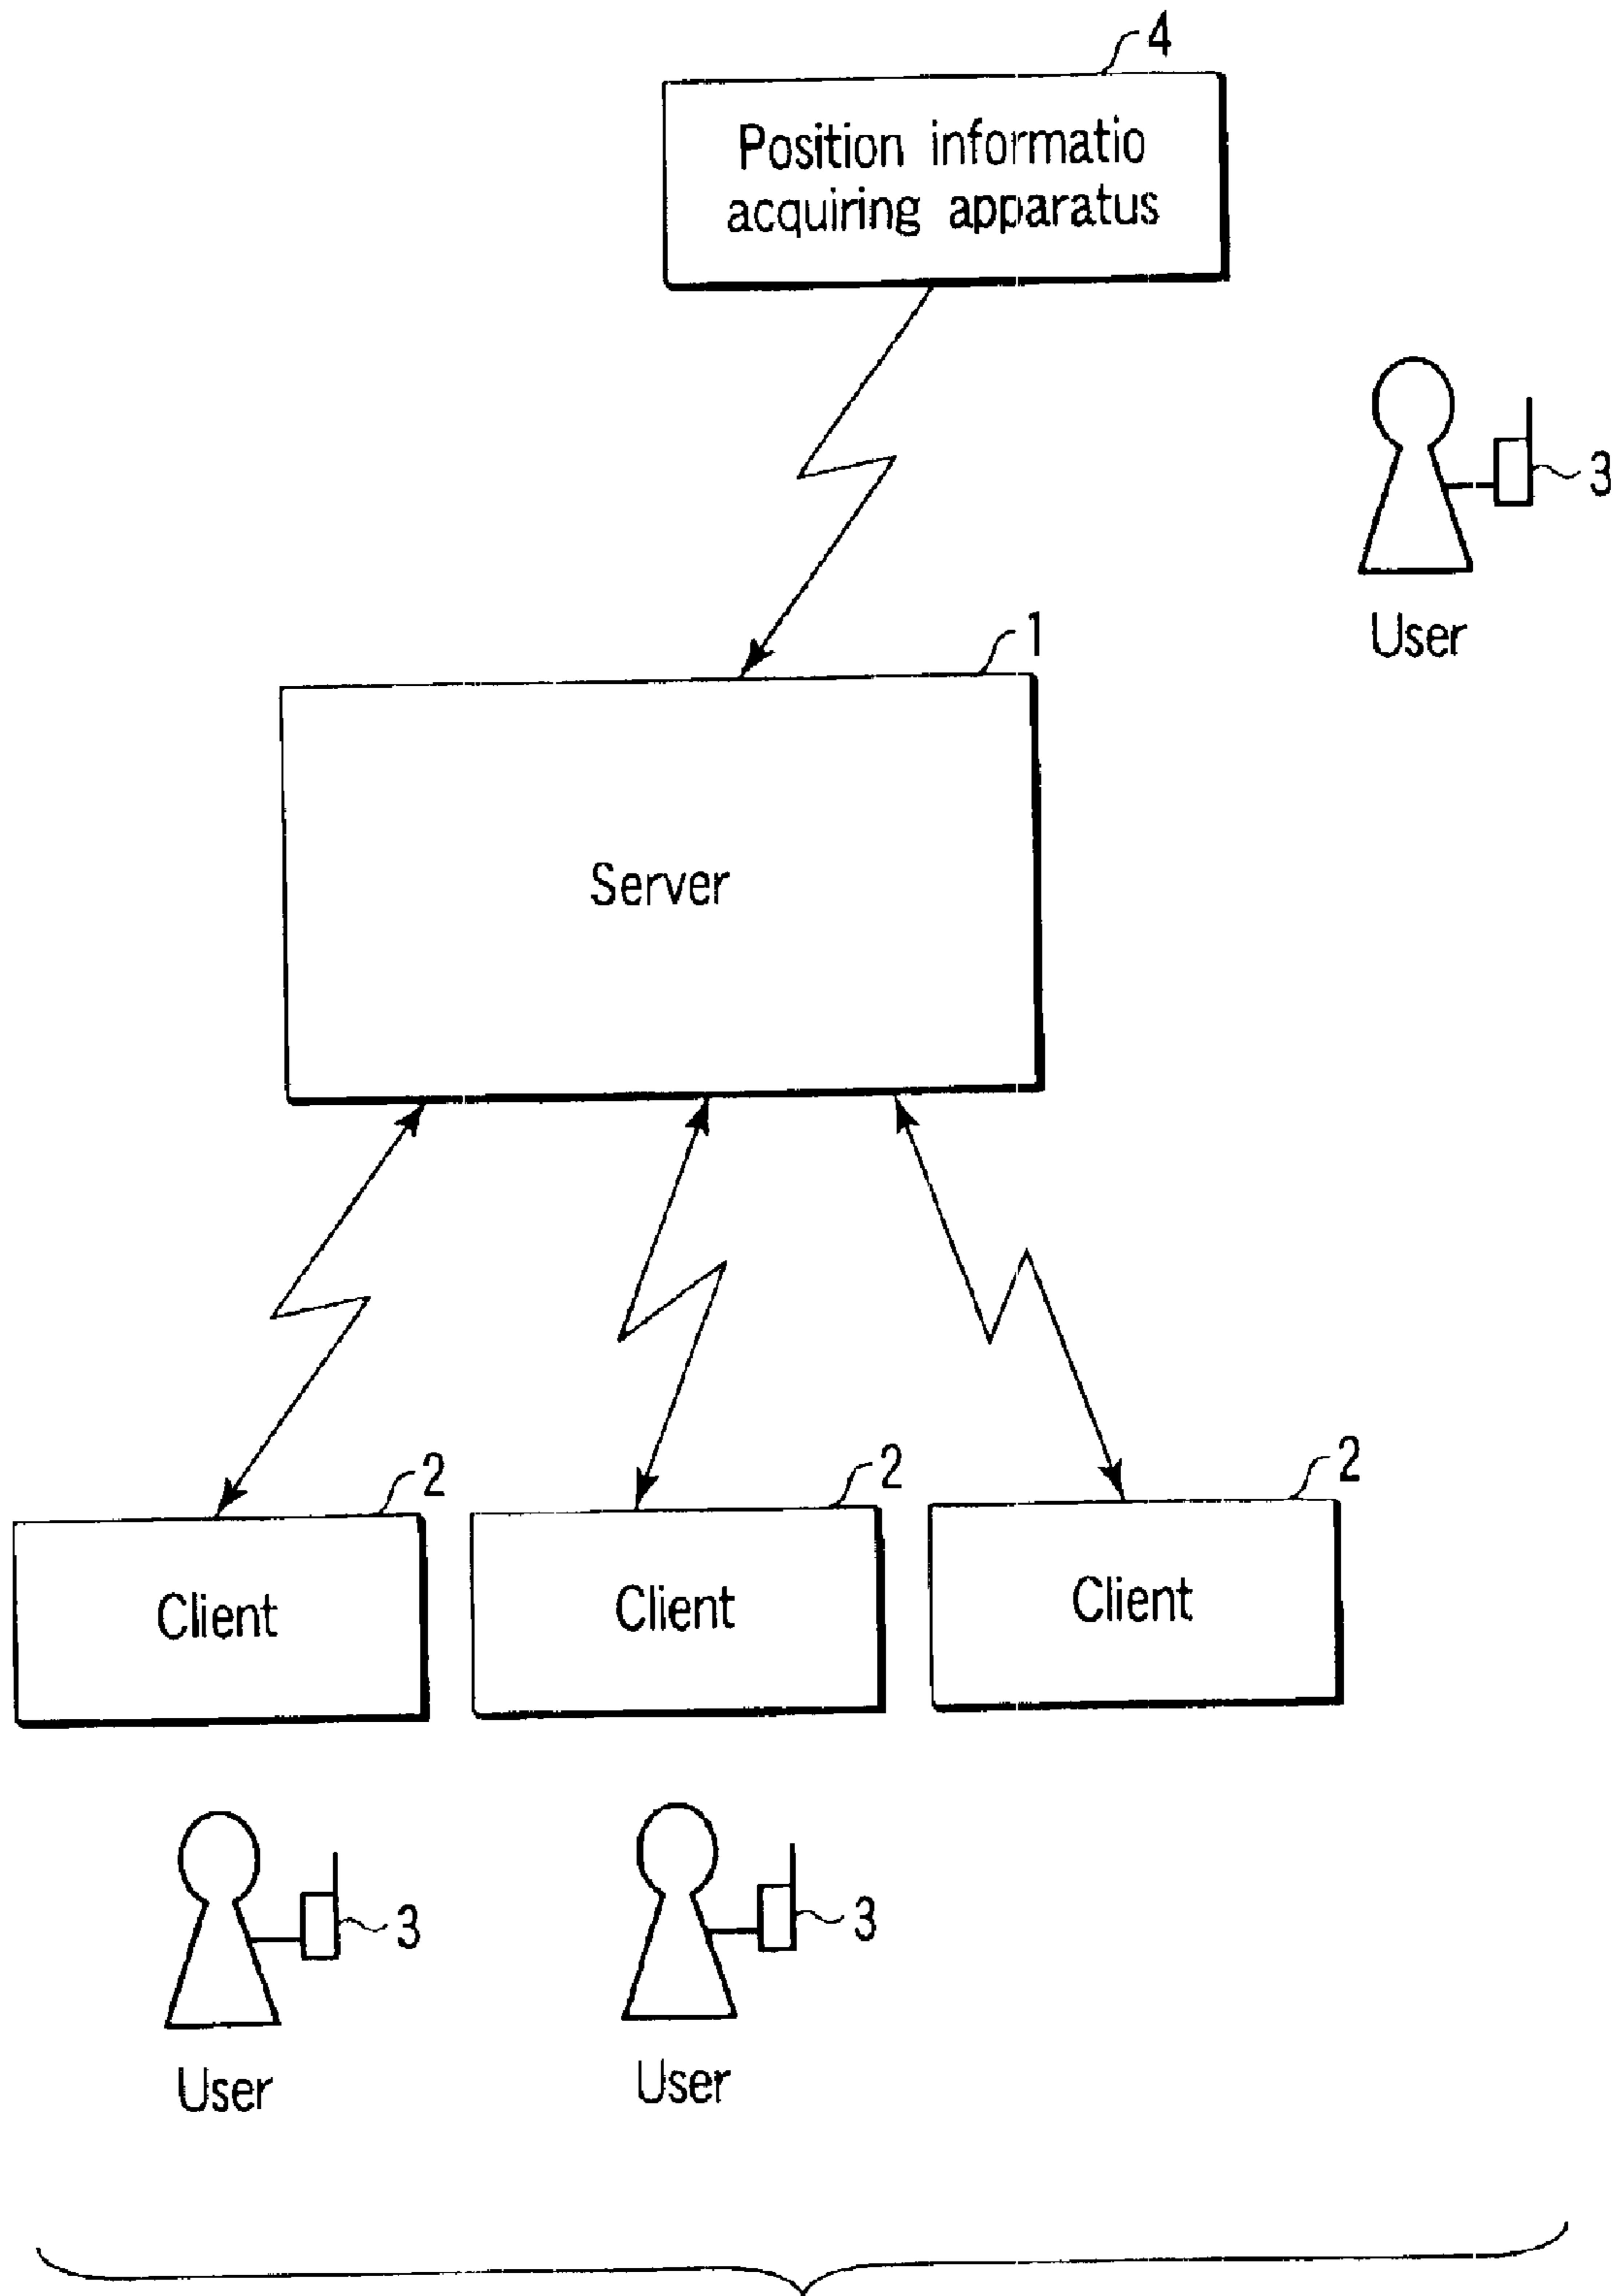 4
Position informatio
acquiring apparatus
3
User
1
Server
2
2
2
Client
Client
Client
3
3
User
User